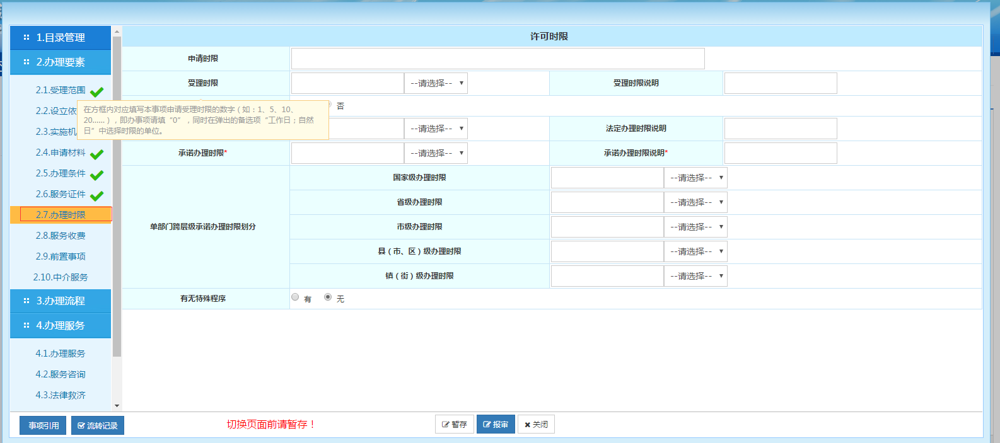 1.目录管理
2.办理要素
2.1.受理范围
2.2.设立依
2.3.实施机
2.4.申请材料
2.5.办理条件
2.6.服务证件
2.7.办理时限
2.8.服务收费
2.9.前置事项
2.10.中介服务
3.办理流程
4.办理服务
4.1.办理服务
4.2.服务咨询
4.3.法律救济
许可时限
申请时限
受理时限 --请选择-- 受理时限说明
在方框内对应填写本事项申请受理时限的数字（如：1、5、10、
20......），即办事项请填“0”，同时在弹出的备选项“工作日；自然
日”中选择时限的单位。
否
--请选择-- 法定办理时限说明
承诺办理时限* --请选择-- 承诺办理时限说明*
单部门跨层级承诺办理时限划分
国家级办理时限 --请选择--
省级办理时限 --请选择--
市级办理时限 --请选择--
县（市、区）级办理时限 --请选择--
镇（街）级办理时限 --请选择--
有无特殊程序 有 无
事项引用 流转记录 切换页面前请暂存！ 暂存 报审 关闭